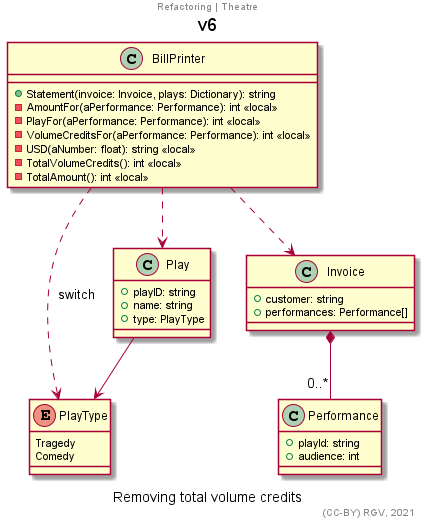 Refactoring | Theatre
v6
C BillPrinter
Statement(invoice: Invoice, plays: Dictionary): string
AmountFor(aPerformance: Performance): int «local»
PlayFor(aPerformance: Performance): int «local»
VolumeCreditsFor(aPerformance: Performance): int «local»
USD(aNumber: float): string «local»
TotalVolumeCredits(): int «local»
TotalAmount(): int «local»
C Play
playID: string
name: string
type: PlayType
C Invoice
customer: string
performances: Performance[]
switch
0..*
E PlayType
Tragedy
Comedy
C Performance
playId: string
audience: int
Removing total volume credits
(CC-BY) RGV, 2021